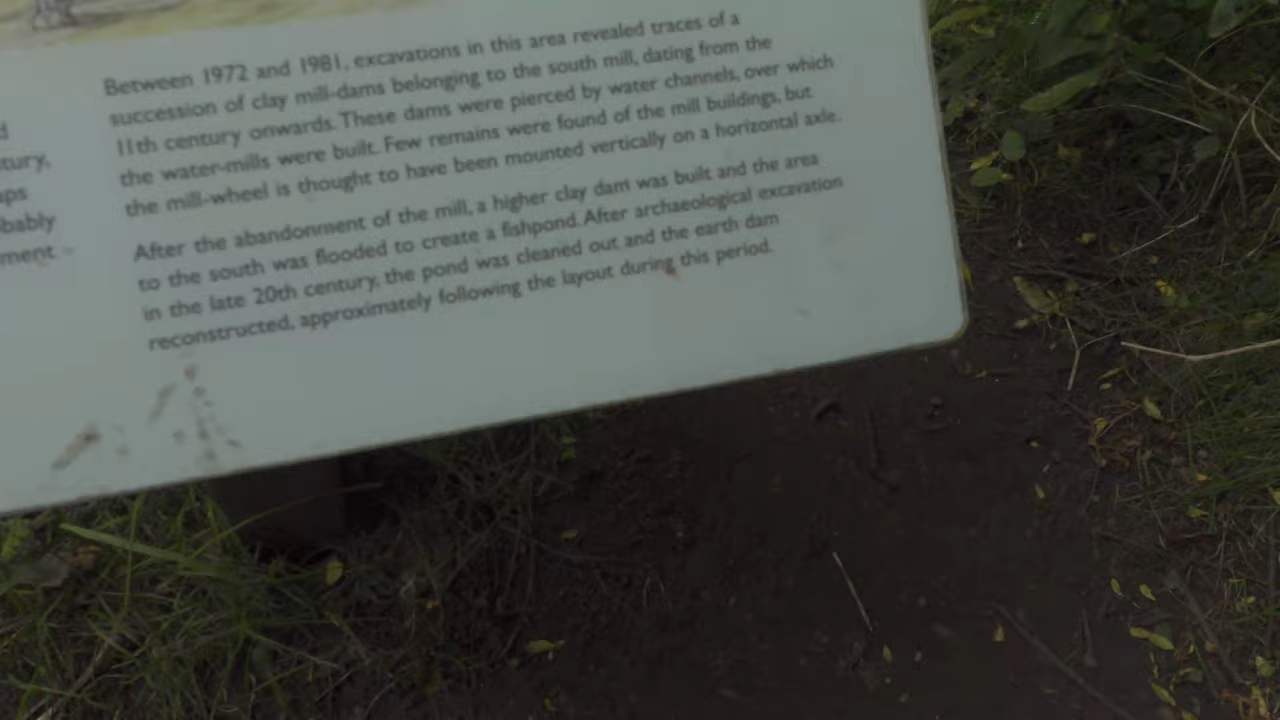 d
tury,
aps
bably
ment -
Between 1972 and 1981, excavations in this area revealed traces of a
succession of clay mill-dams belonging to the south mill, dating from the
11th century onwards. These dams were pierced by water channels, over which
the water-mills were built. Few remains were found of the mill buildings, but
the mill-wheel is thought to have been mounted vertically on a horizontal axle.
After the abandonment of the mill, a higher clay dam was built and the area
to the south was flooded to create a fishpond. After archaeological excavation
in the late 20th century, the pond was cleaned out and the earth dam
reconstructed, approximately following the layout during this period.